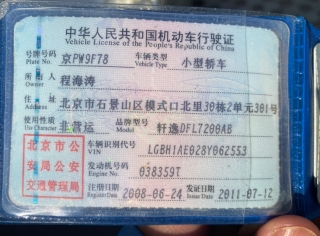 中华人民共和国机动车行驶证
Vehicle License of the People's Republic of China
号牌号码 Plate No. 京PW9F78 车辆类型 Vehicle Type 小型轿车
所有人 Owner 程海涛
住址 Address 北京市石景山区模式口北里30栋2单元301号
使用性质 Use Character 非营运 品牌型号 Model 轩逸DFL7200AB
北京市公安局公安交通管理局
车辆识别代号 VIN LGBH1AE028Y062553
发动机号码 Engine No. 038359T
注册日期 Register Date 2008-06-24 发证日期 Issue Date 2011-07-12